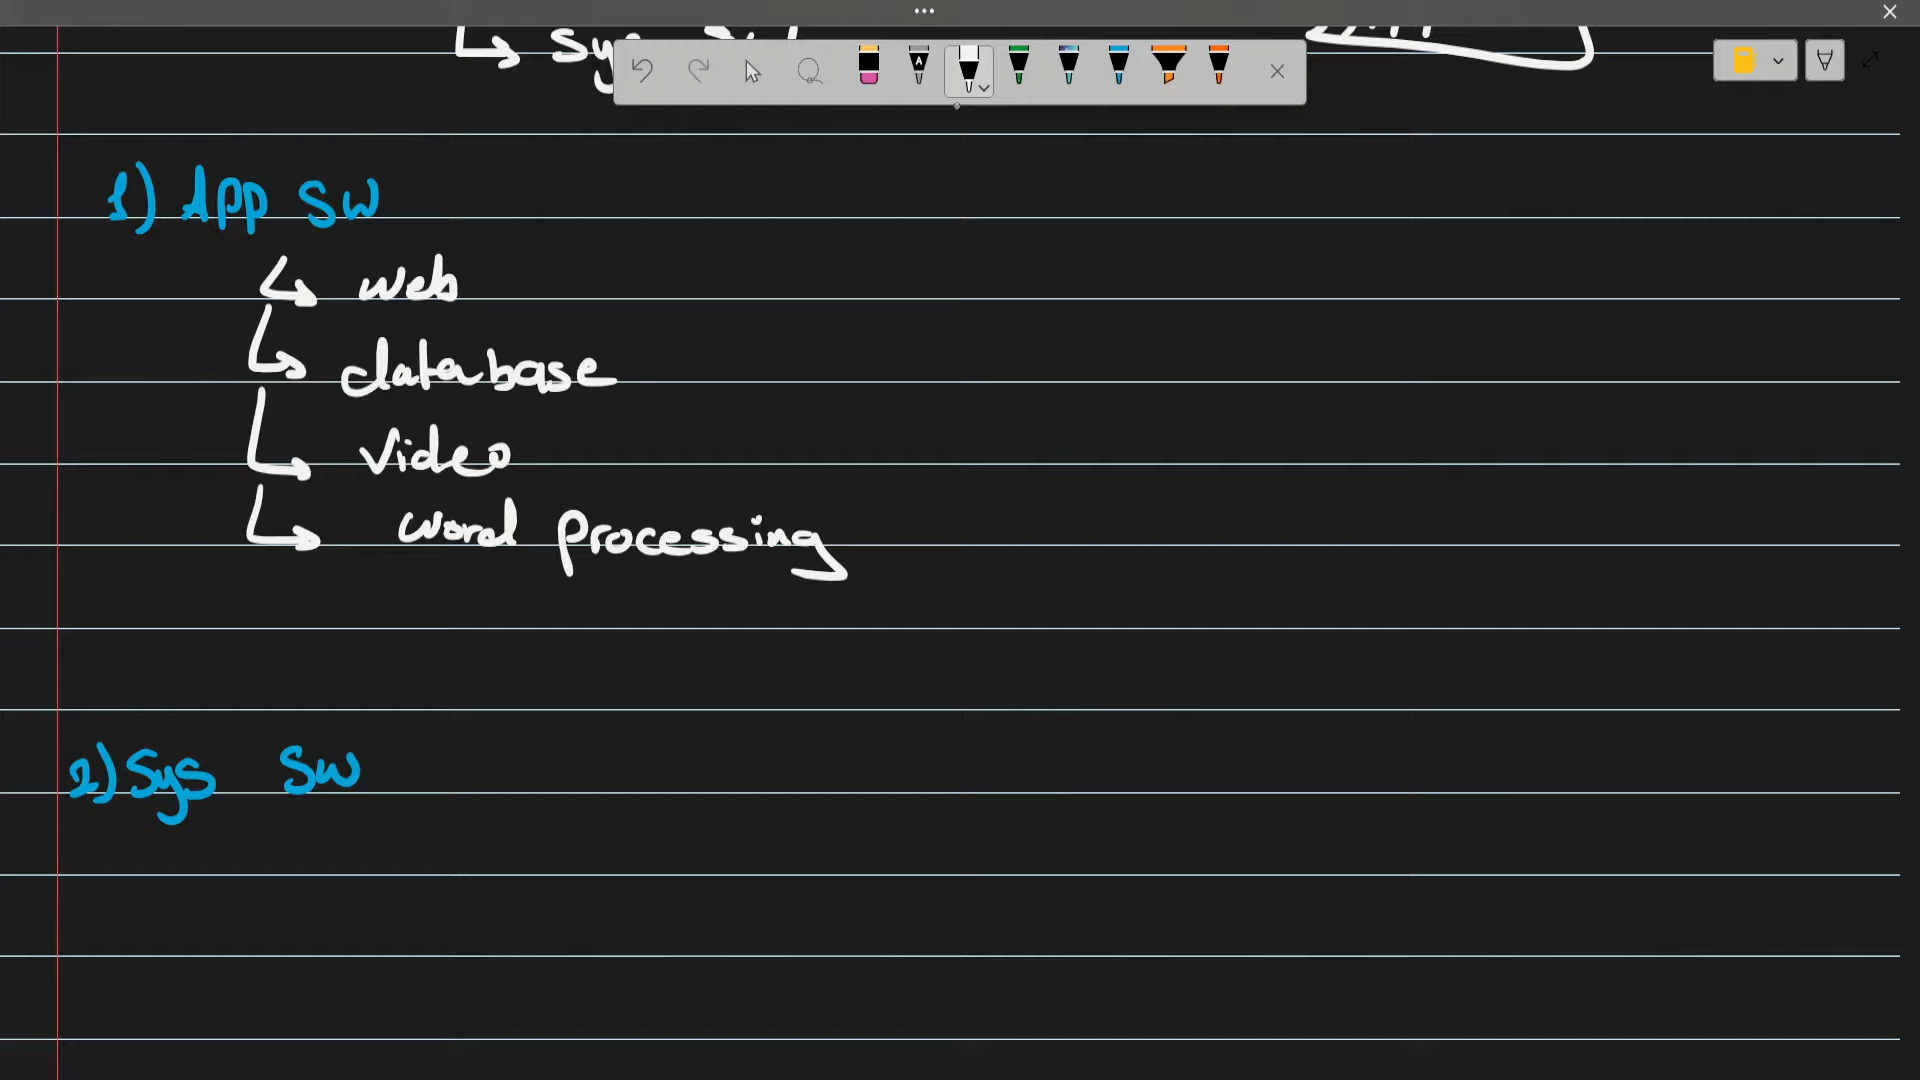 1) App SW
↳ web
↳ database
↳ video
↳ word processing
2) Sys SW